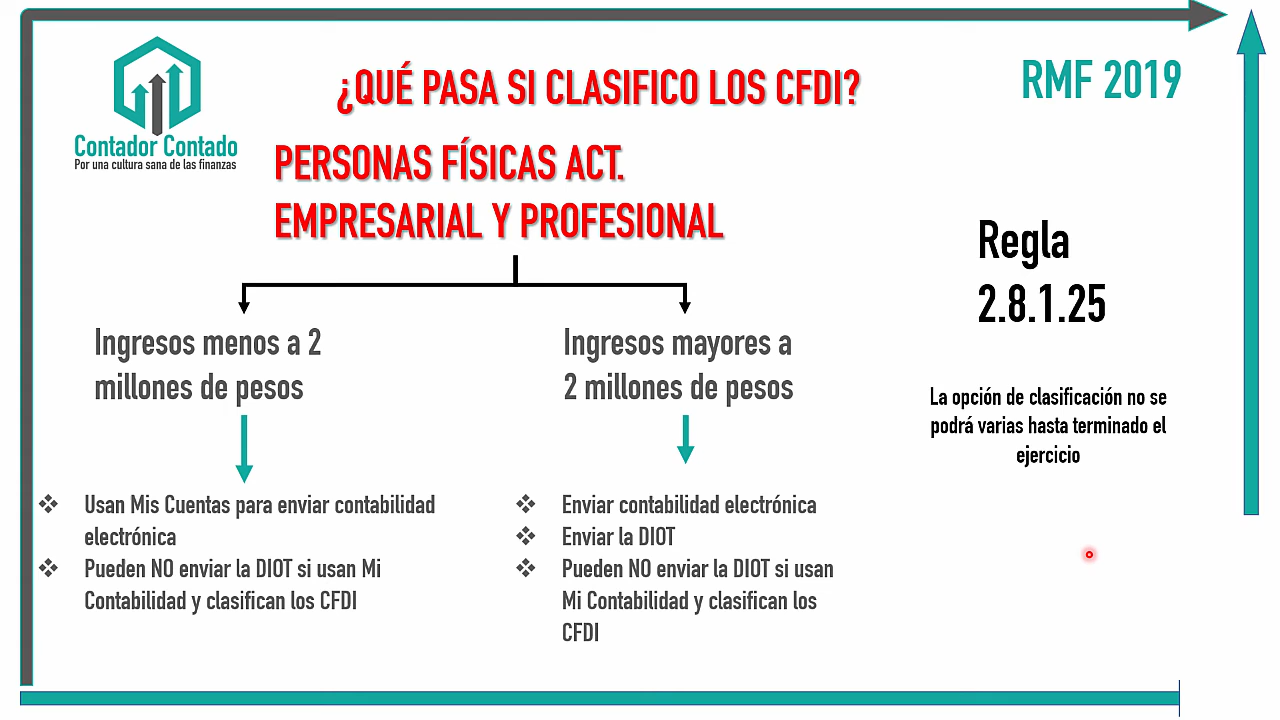 ¿QUÉ PASA SI CLASIFICO LOS CFDI?
RMF 2019
Contador Contado
Por una cultura sana de las finanzas
PERSONAS FÍSICAS ACT.
EMPRESARIAL Y PROFESIONAL
Regla
2.8.1.25
Ingresos menos a 2
millones de pesos
Ingresos mayores a
2 millones de pesos
La opción de clasificación no se
podrá varias hasta terminado el
ejercicio
❖ Usan Mis Cuentas para enviar contabilidad
electrónica
❖ Pueden NO enviar la DIOT si usan Mi
Contabilidad y clasifican los CFDI
❖ Enviar contabilidad electrónica
❖ Enviar la DIOT
❖ Pueden NO enviar la DIOT si usan
Mi Contabilidad y clasifican los
CFDI